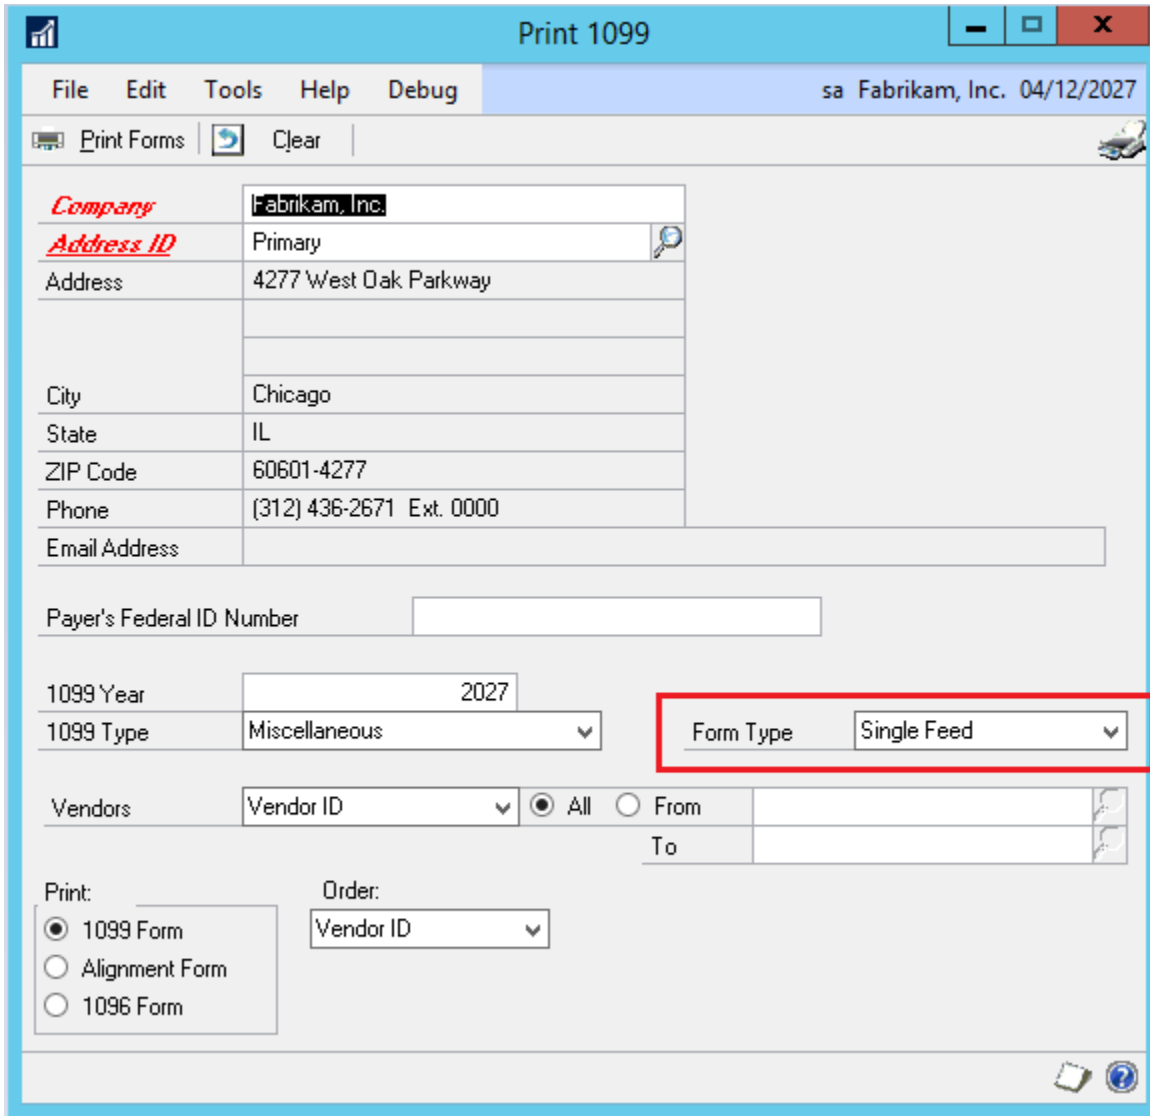 Print 1099
File Edit Tools Help Debug sa Fabrikam, Inc. 04/12/2027
Print Forms Clear
Company Fabrikam, Inc.
Address ID Primary
Address 4277 West Oak Parkway
City Chicago
State IL
ZIP Code 60601-4277
Phone (312) 436-2671 Ext. 0000
Email Address
Payer's Federal ID Number
1099 Year 2027
1099 Type Miscellaneous Form Type Single Feed
Vendors Vendor ID All From
To
Print: Order:
1099 Form Vendor ID
Alignment Form
1096 Form